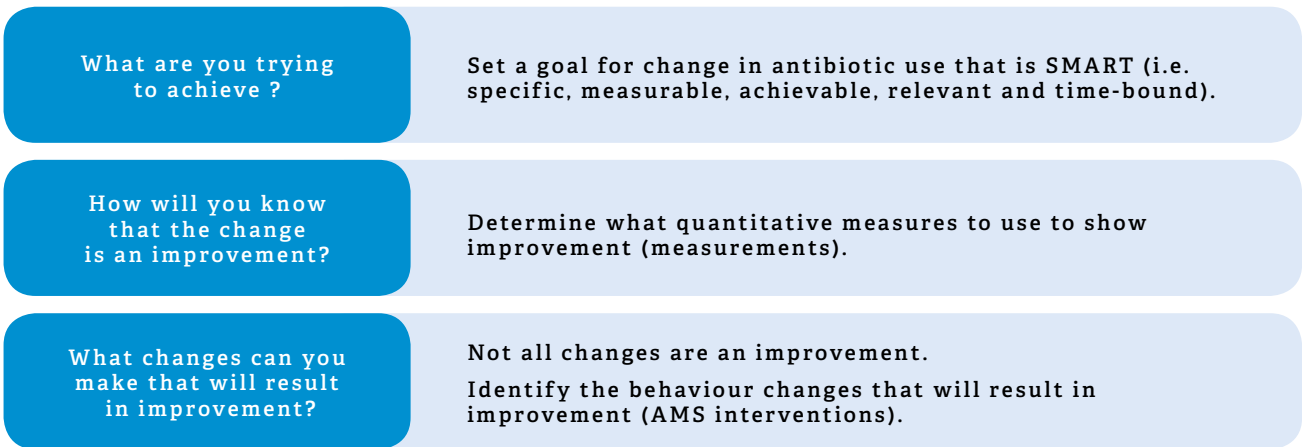 What are you trying
to achieve ?
Set a goal for change in antibiotic use that is SMART (i.e.
specific, measurable, achievable, relevant and time-bound).
How will you know
that the change
is an improvement?
Determine what quantitative measures to use to show
improvement (measurements).
What changes can you
make that will result
in improvement?
Not all changes are an improvement.
Identify the behaviour changes that will result in
improvement (AMS interventions).